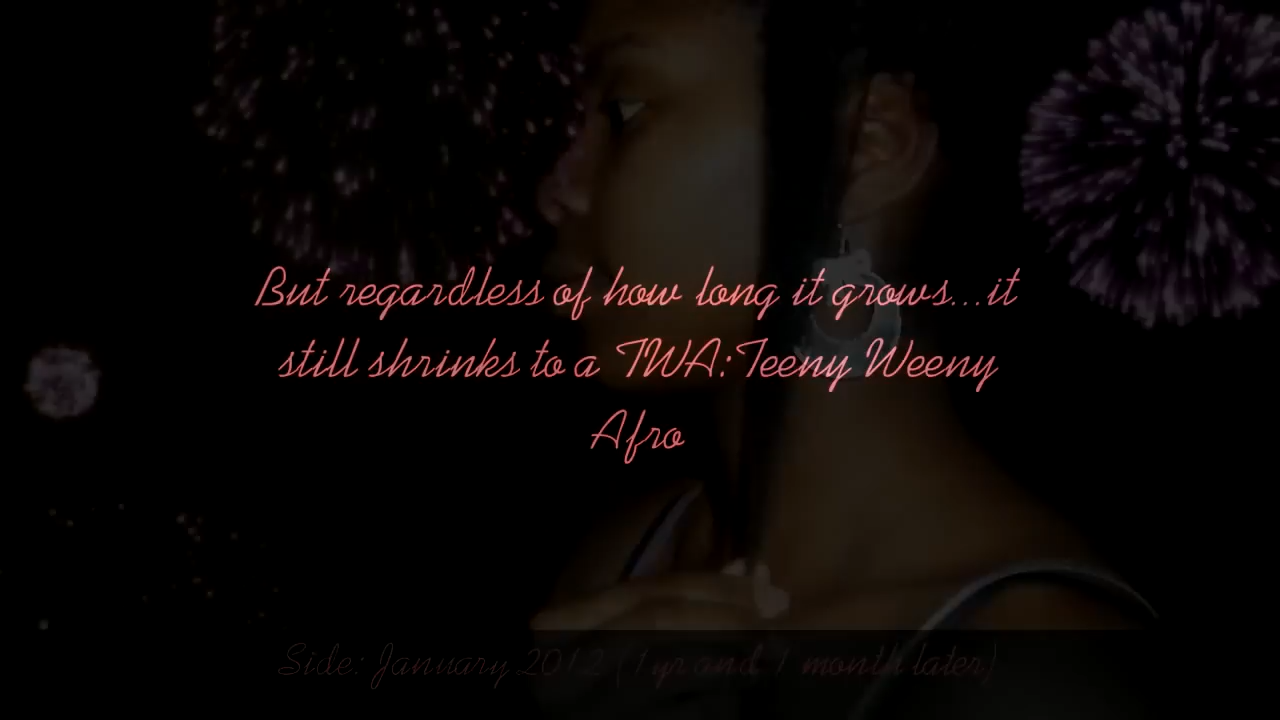 But regardless of how long it grows...it
still shrinks to a TWA: Teeny Weeny
Afro
Side: January 2012 (1 yr and 1 month later)